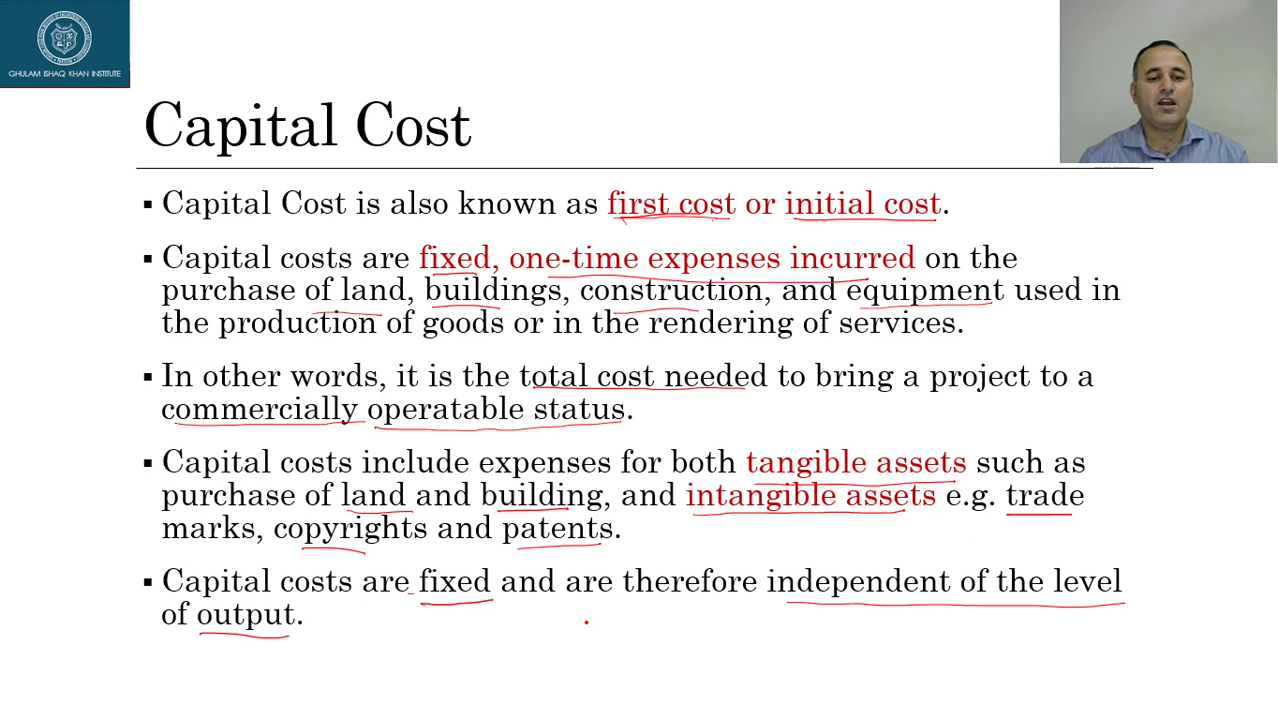 GHULAM ISHAQ KHAN INSTITUTE
Capital Cost
▪ Capital Cost is also known as first cost or initial cost.
▪ Capital costs are fixed, one-time expenses incurred on the
purchase of land, buildings, construction, and equipment used in
the production of goods or in the rendering of services.
▪ In other words, it is the total cost needed to bring a project to a
commercially operatable status.
▪ Capital costs include expenses for both tangible assets such as
purchase of land and building, and intangible assets e.g. trade
marks, copyrights and patents.
▪ Capital costs are fixed and are therefore independent of the level
of output.